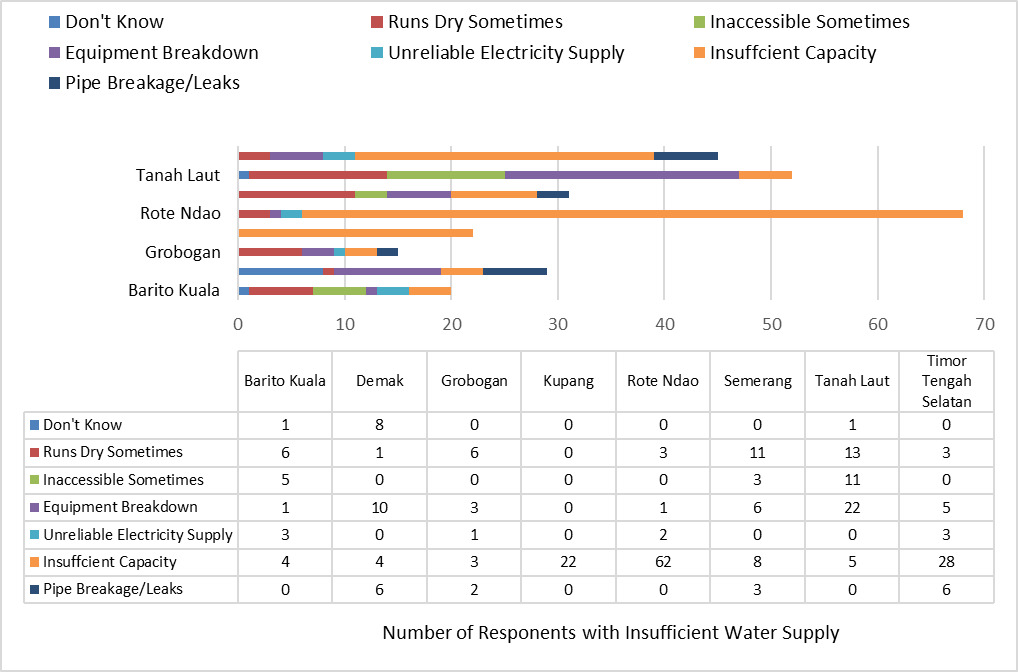 Don't Know Runs Dry Sometimes Inaccessible Sometimes
Equipment Breakdown Unreliable Electricity Supply Insuffcient Capacity
Pipe Breakage/Leaks
Tanah Laut
Rote Ndao
Grobogan
Barito Kuala
0 10 20 30 40 50 60 70
Barito Kuala Demak Grobogan Kupang Rote Ndao Semerang Tanah Laut Timor
Tengah
Selatan
Don't Know 1 8 0 0 0 0 1 0
Runs Dry Sometimes 6 1 6 0 3 11 13 3
Inaccessible Sometimes 5 0 0 0 0 3 11 0
Equipment Breakdown 1 10 3 0 1 6 22 5
Unreliable Electricity Supply 3 0 1 0 2 0 0 3
Insuffcient Capacity 4 4 3 22 62 8 5 28
Pipe Breakage/Leaks 0 6 2 0 0 3 0 6
Number of Responents with Insufficient Water Supply